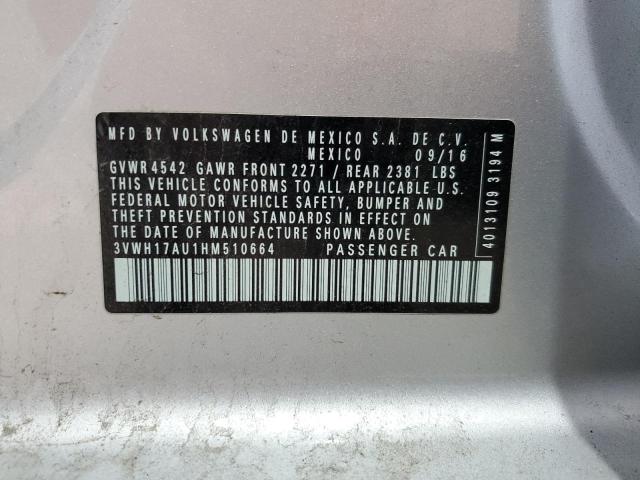 MFD BY VOLKSWAGEN DE MEXICO S.A. DE C.V.
MEXICO 09/16
GVWR 4542 GAWR FRONT 2271 / REAR 2381 LBS
THIS VEHICLE CONFORMS TO ALL APPLICABLE U.S.
FEDERAL MOTOR VEHICLE SAFETY, BUMPER AND
THEFT PREVENTION STANDARDS IN EFFECT ON
THE DATE OF MANUFACTURE SHOWN ABOVE.
3VWH17AU1HM510664 PASSENGER CAR
4013109 3194 M